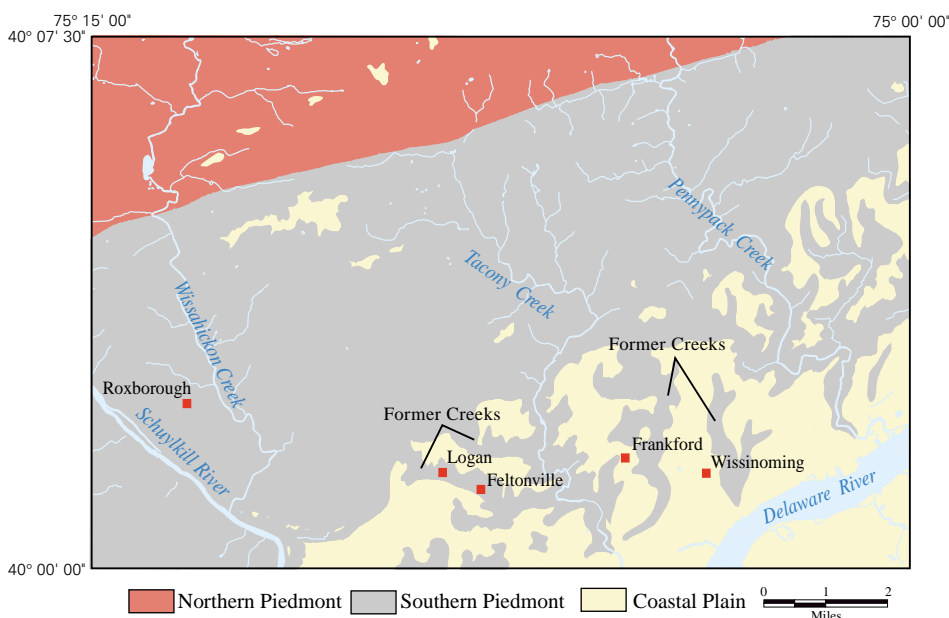 75° 15' 00"
75° 00' 00"
40° 07' 30"
Pennypack Creek
Tacony Creek
Wissahickon Creek
Former Creeks
Roxborough
Former Creeks
Schuylkill River
Frankford
Logan
Wissinoming
Feltonville
Delaware River
40° 00' 00"
Northern Piedmont
Southern Piedmont
Coastal Plain
0 1 2
Miles